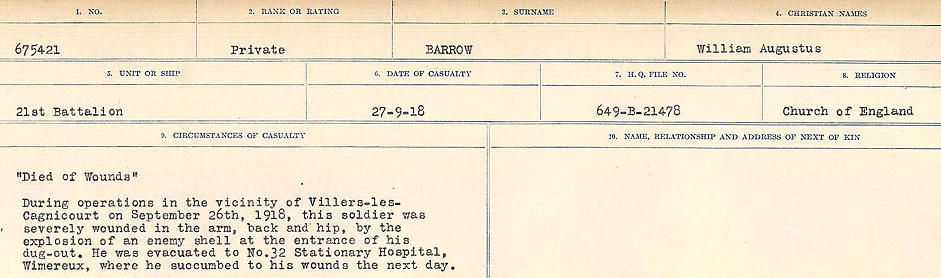 1. NO.
2. RANK OR RATING
3. SURNAME
4. CHRISTIAN NAMES
675421
Private
BARROW
William Augustus
5. UNIT OR SHIP
6. DATE OF CASUALTY
7. H. Q. FILE NO.
8. RELIGION
21st Battalion
27-9-18
649-B-21478
Church of England
9. CIRCUMSTANCES OF CASUALTY
10. NAME, RELATIONSHIP AND ADDRESS OF NEXT OF KIN
"Died of Wounds"
During operations in the vicinity of Villers-les-
Cagnicourt on September 26th, 1918, this soldier was
severely wounded in the arm, back and hip, by the
explosion of an enemy shell at the entrance of his
dug-out. He was evacuated to No.32 Stationary Hospital,
Wimereux, where he succumbed to his wounds the next day.